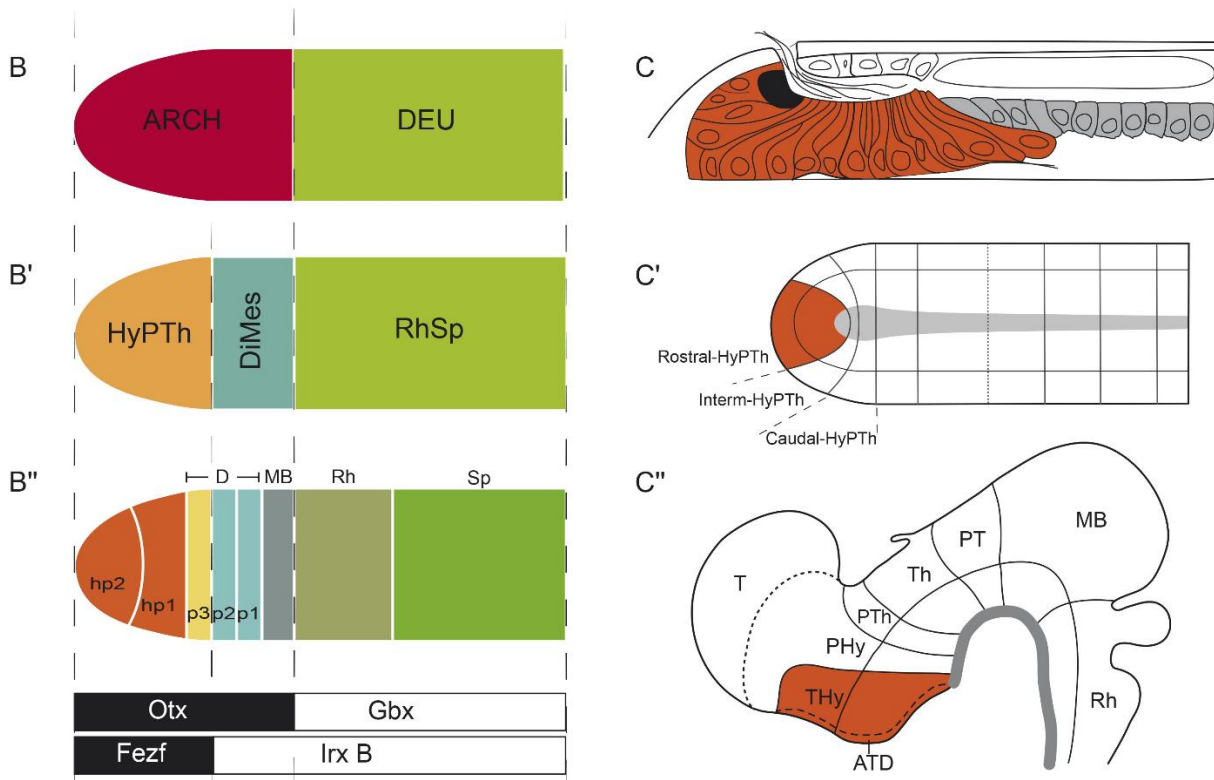 B
ARCH
DEU
B'
HyPTh
DiMes
RhSp
B"
D
MB
Rh
Sp
hp2
hp1
p3
p2
p1
Otx
Gbx
Fezf
Irx B
C
C'
Rostral-HyPTh
Interm-HyPTh
Caudal-HyPTh
C"
T
Th
PT
MB
PTh
PHy
THy
Rh
ATD